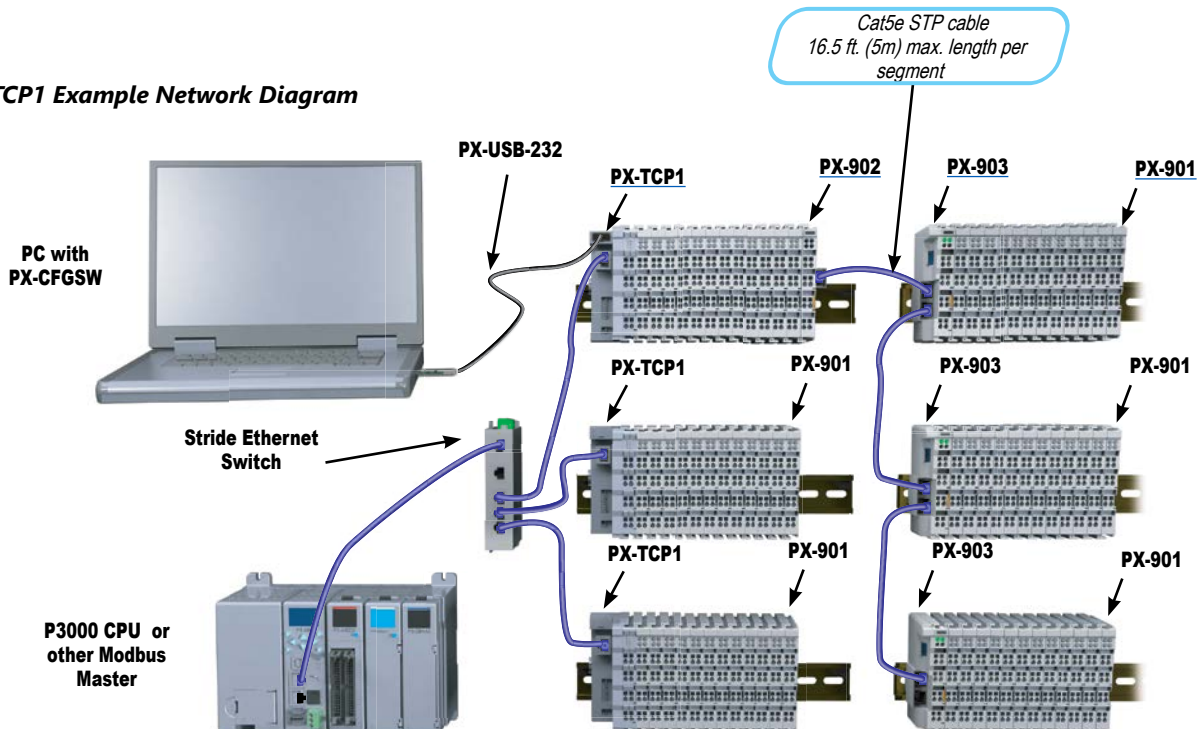 Cat5e STP cable
16.5 ft. (5m) max. length per
segment
TCP1 Example Network Diagram
PX-USB-232
PX-TCP1
PX-902
PX-903
PX-901
PC with
PX-CFGSW
PX-TCP1
PX-901
PX-903
PX-901
Stride Ethernet
Switch
PX-TCP1
PX-901
PX-903
PX-901
P3000 CPU or
other Modbus
Master